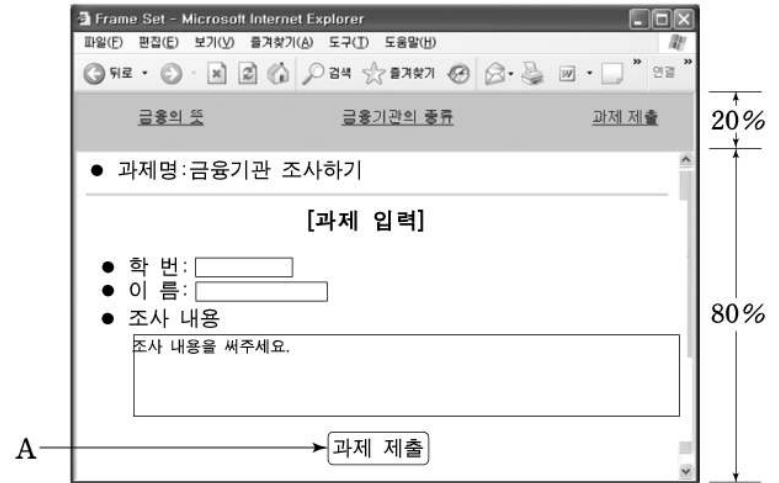 Frame Set - Microsoft Internet Explorer
파일(F) 편집(E) 보기(V) 즐겨찾기(A) 도구(T) 도움말(H)
뒤로 검색 즐겨찾기 W » 연결 »
금융의 뜻 금융기관의 종류 과제 제출 20%
● 과제명:금융기관 조사하기
[과제 입력]
● 학 번:
● 이 름:
● 조사 내용 80%
조사 내용을 써주세요.
A 과제 제출